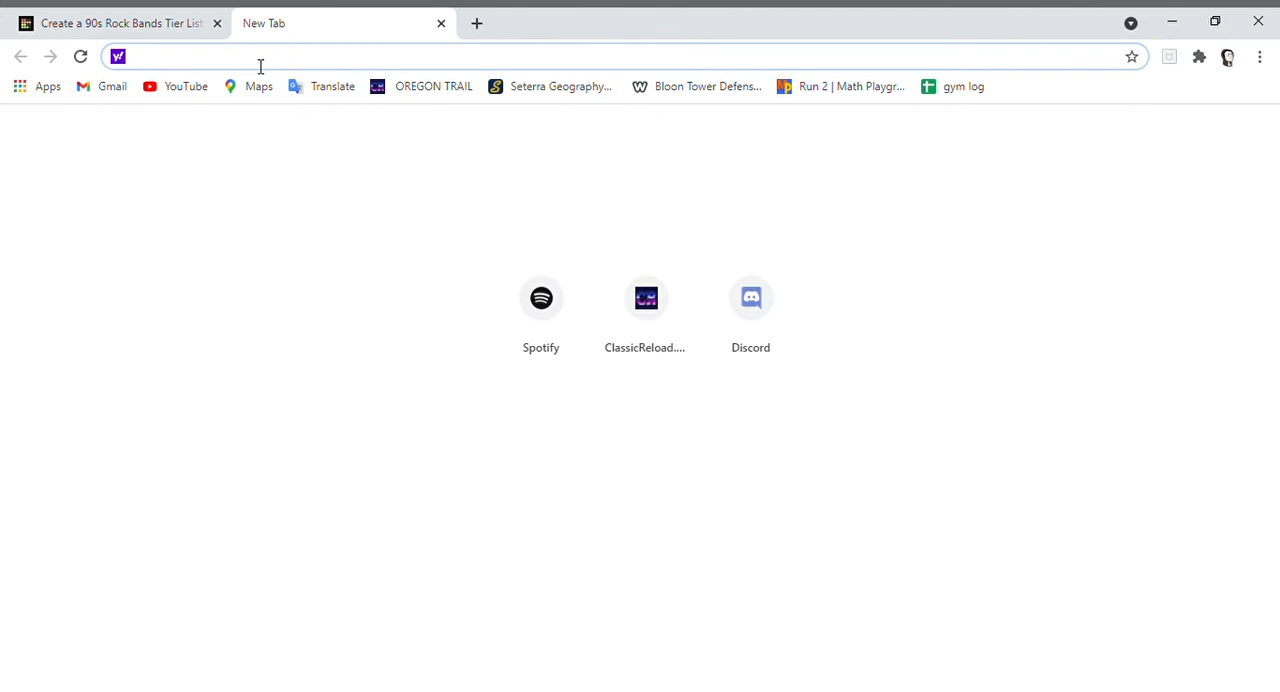 Create a 90s Rock Bands Tier List
New Tab
y!
Apps
Gmail
YouTube
Maps
Translate
OREGON TRAIL
Seterra Geography...
Bloon Tower Defens...
Run 2 | Math Playgr...
gym log
Spotify
ClassicReload....
Discord